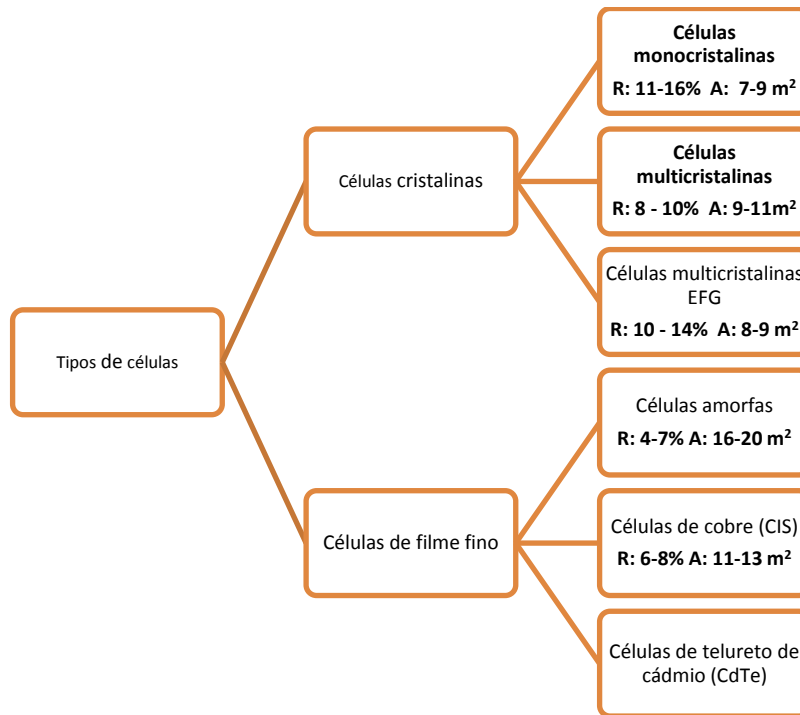 Células
monocristalinas
R: 11-16% A: 7-9 m²
Células
multicristalinas
R: 8 - 10% A: 9-11m²
Células cristalinas
Células multicristalinas
EFG
R: 10 - 14% A: 8-9 m²
Tipos de células
Células amorfas
R: 4-7% A: 16-20 m²
Células de filme fino
Células de cobre (CIS)
R: 6-8% A: 11-13 m²
Células de telureto de
cádmio (CdTe)